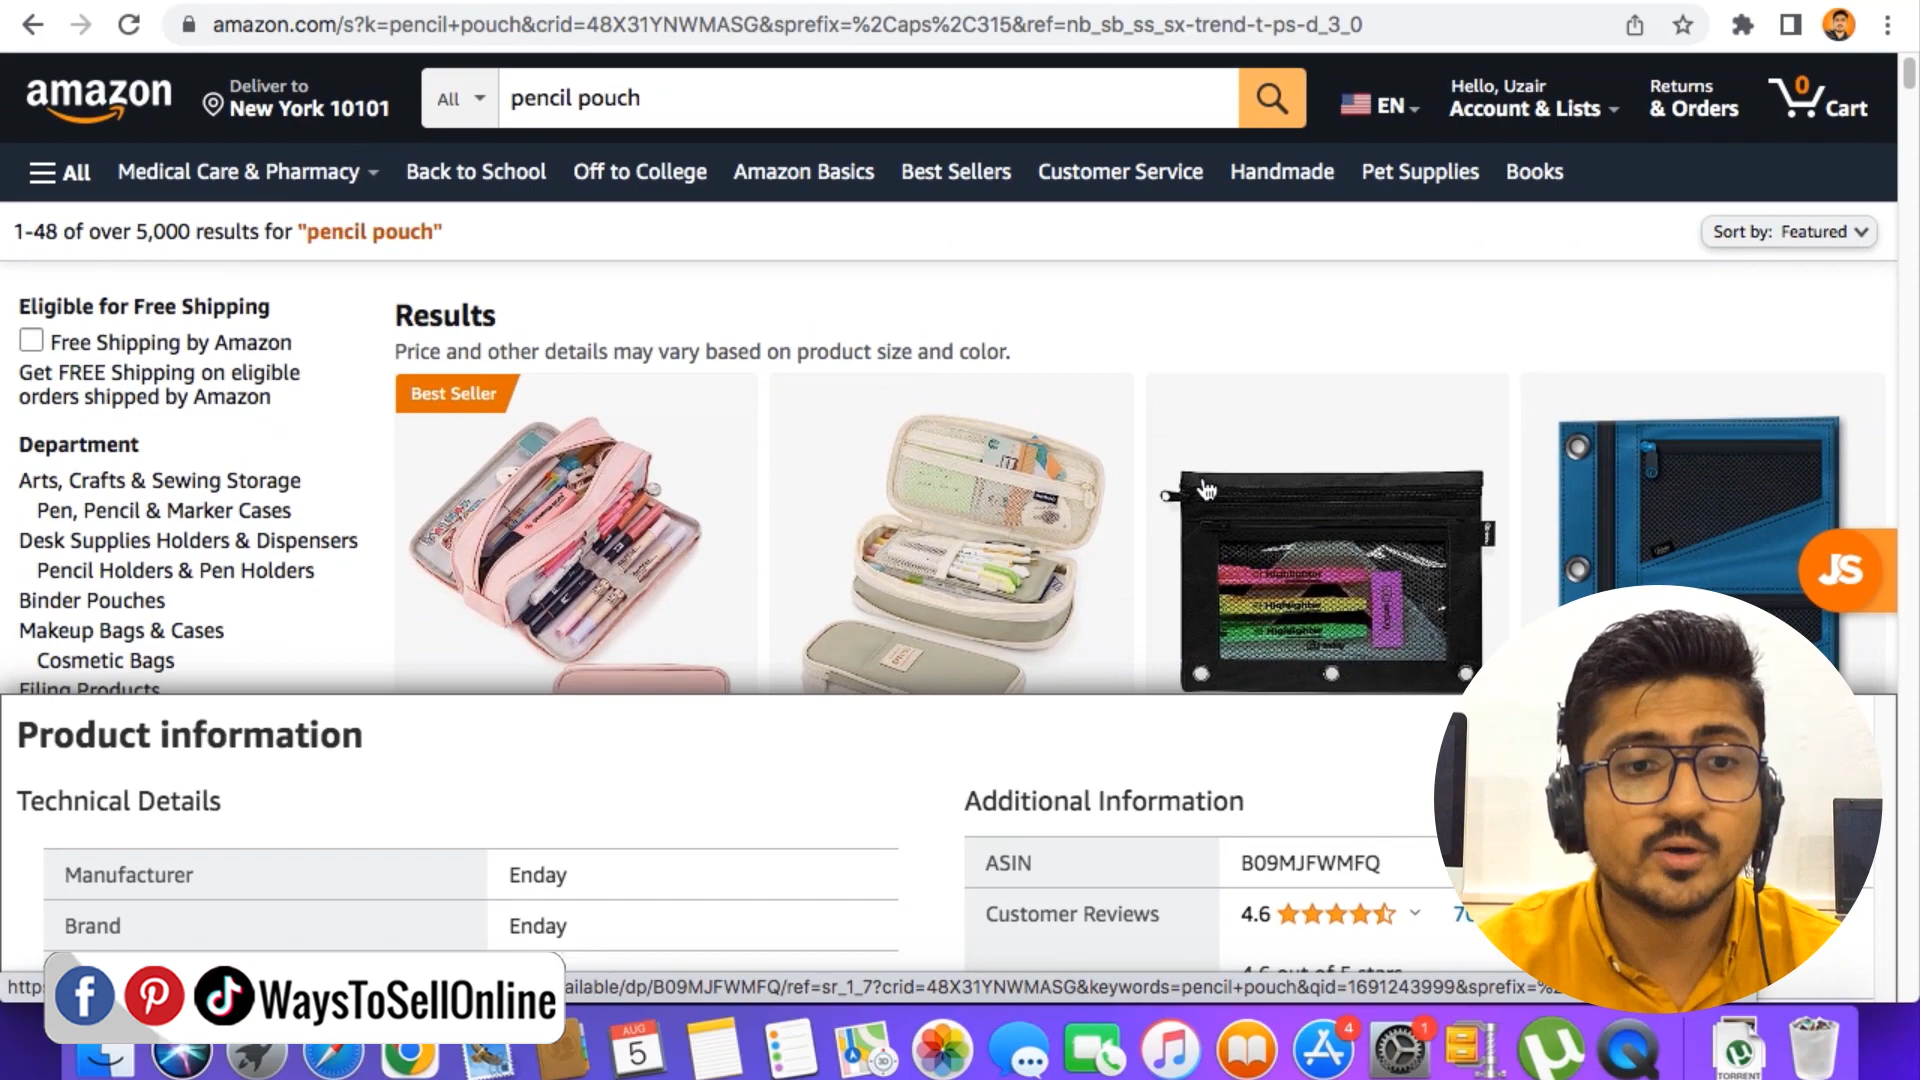 amazon.com/s?k=pencil+pouch&crid=48X31YNWMASG&sprefix=%2Caps%2C315&ref=nb_sb_ss_sx-trend-t-ps-d_3_0
amazon
Deliver to
New York 10101
All
pencil pouch
EN
Hello, Uzair
Account & Lists
Returns
& Orders
0
Cart
All
Medical Care & Pharmacy
Back to School
Off to College
Amazon Basics
Best Sellers
Customer Service
Handmade
Pet Supplies
Books
1-48 of over 5,000 results for "pencil pouch"
Sort by: Featured
Eligible for Free Shipping
Free Shipping by Amazon
Get FREE Shipping on eligible
orders shipped by Amazon
Department
Arts, Crafts & Sewing Storage
Pen, Pencil & Marker Cases
Desk Supplies Holders & Dispensers
Pencil Holders & Pen Holders
Binder Pouches
Makeup Bags & Cases
Cosmetic Bags
Filing Products
Results
Price and other details may vary based on product size and color.
Best Seller
Highlighter
JS
Product information
Technical Details
Manufacturer Enday
Brand Enday
Additional Information
ASIN B09MJFWMFQ
Customer Reviews 4.6
4.6 out of 5 stars
ailable/dp/B09MJFWMFQ/ref=sr_1_7?crid=48X31YNWMASG&keywords=pencil+pouch&qid=1691243999&sprefix=%2
WaysToSellOnline
AUG
5
3D
4
1
TORRENT